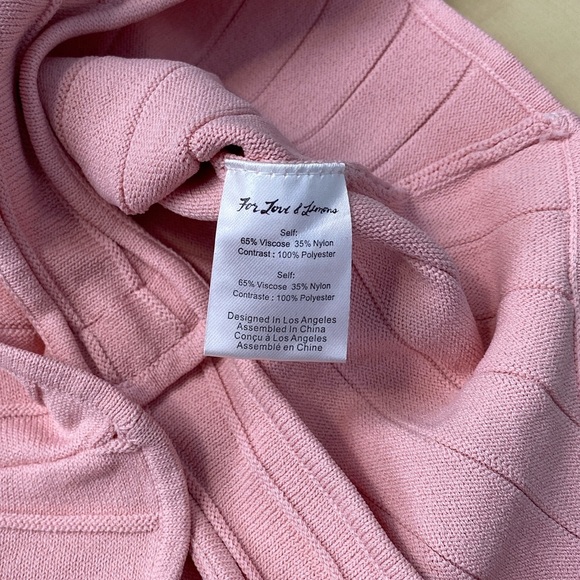 For Love & Lemons
Self:
65% Viscose 35% Nylon
Contrast : 100% Polyester
Self:
65% Viscose 35% Nylon
Contraste : 100% Polyester
Designed In Los Angeles
Assembled In China
Conçu à Los Angeles
Assemblé en Chine